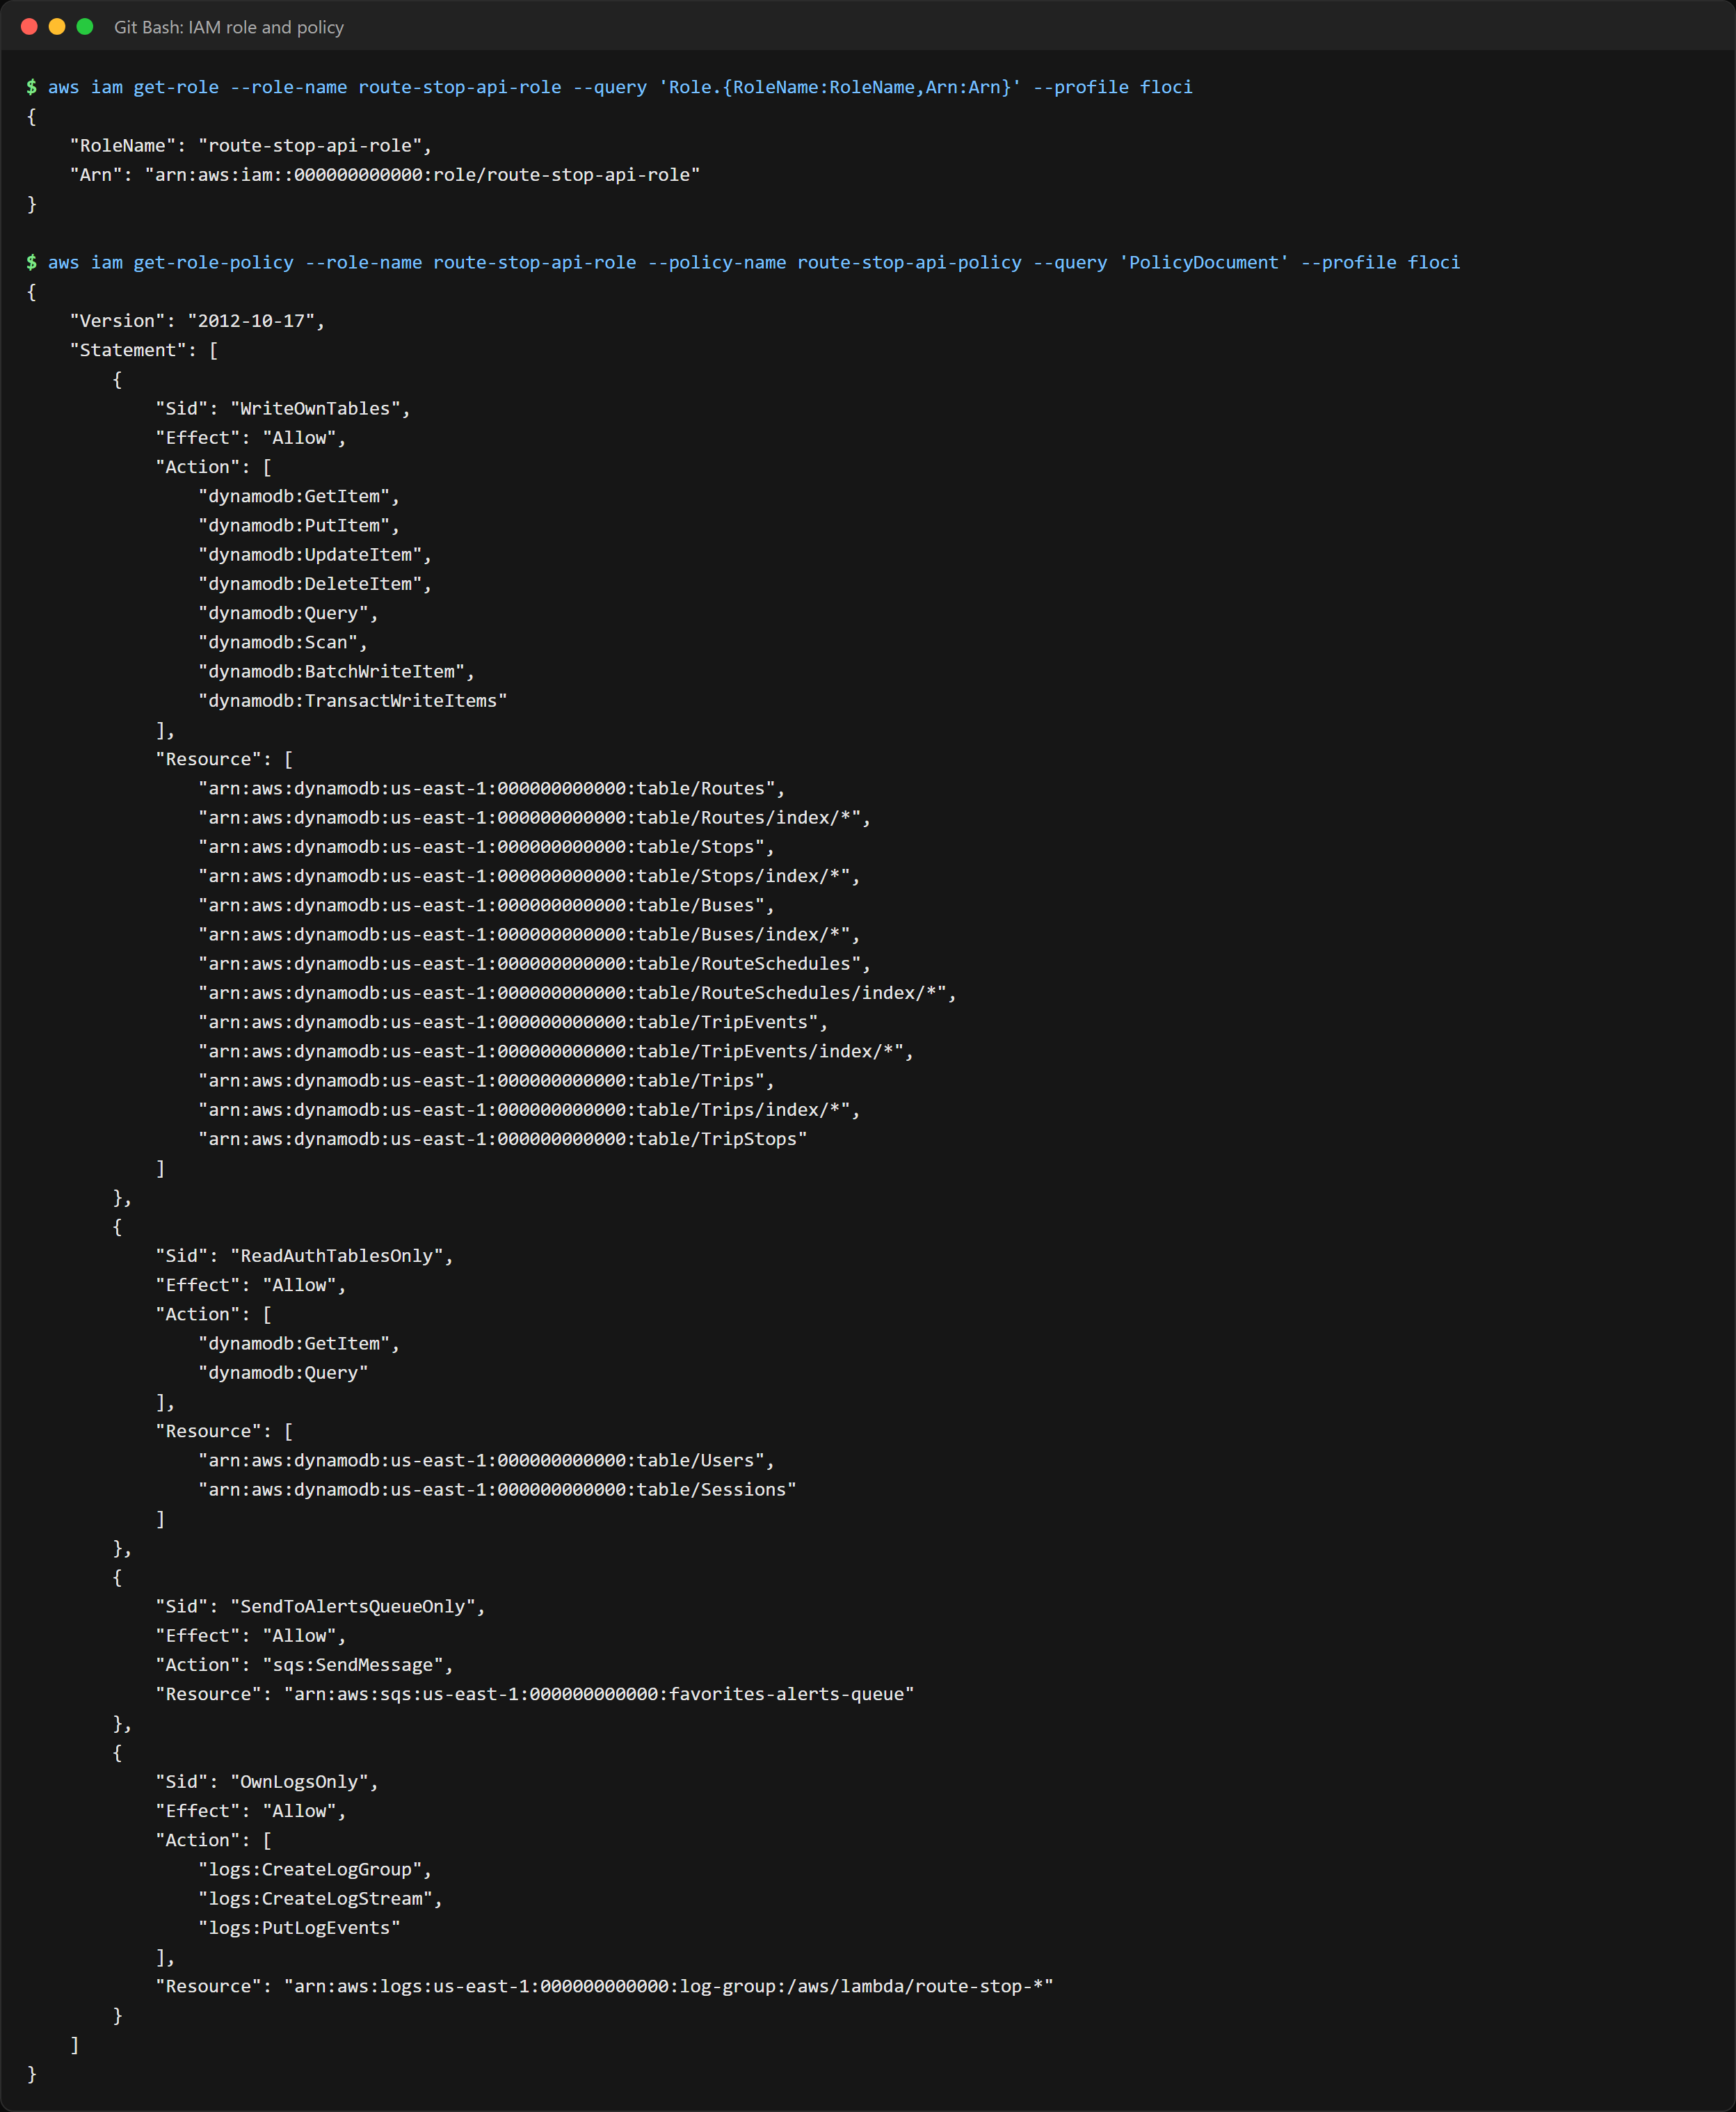 Git Bash: IAM role and policy
$ aws iam get-role --role-name route-stop-api-role --query 'Role.{RoleName:RoleName,Arn:Arn}' --profile floci
{
    "RoleName": "route-stop-api-role",
    "Arn": "arn:aws:iam::000000000000:role/route-stop-api-role"
}

$ aws iam get-role-policy --role-name route-stop-api-role --policy-name route-stop-api-policy --query 'PolicyDocument' --profile floci
{
    "Version": "2012-10-17",
    "Statement": [
        {
            "Sid": "WriteOwnTables",
            "Effect": "Allow",
            "Action": [
                "dynamodb:GetItem",
                "dynamodb:PutItem",
                "dynamodb:UpdateItem",
                "dynamodb:DeleteItem",
                "dynamodb:Query",
                "dynamodb:Scan",
                "dynamodb:BatchWriteItem",
                "dynamodb:TransactWriteItems"
            ],
            "Resource": [
                "arn:aws:dynamodb:us-east-1:000000000000:table/Routes",
                "arn:aws:dynamodb:us-east-1:000000000000:table/Routes/index/*",
                "arn:aws:dynamodb:us-east-1:000000000000:table/Stops",
                "arn:aws:dynamodb:us-east-1:000000000000:table/Stops/index/*",
                "arn:aws:dynamodb:us-east-1:000000000000:table/Buses",
                "arn:aws:dynamodb:us-east-1:000000000000:table/Buses/index/*",
                "arn:aws:dynamodb:us-east-1:000000000000:table/RouteSchedules",
                "arn:aws:dynamodb:us-east-1:000000000000:table/RouteSchedules/index/*",
                "arn:aws:dynamodb:us-east-1:000000000000:table/TripEvents",
                "arn:aws:dynamodb:us-east-1:000000000000:table/TripEvents/index/*",
                "arn:aws:dynamodb:us-east-1:000000000000:table/Trips",
                "arn:aws:dynamodb:us-east-1:000000000000:table/Trips/index/*",
                "arn:aws:dynamodb:us-east-1:000000000000:table/TripStops"
            ]
        },
        {
            "Sid": "ReadAuthTablesOnly",
            "Effect": "Allow",
            "Action": [
                "dynamodb:GetItem",
                "dynamodb:Query"
            ],
            "Resource": [
                "arn:aws:dynamodb:us-east-1:000000000000:table/Users",
                "arn:aws:dynamodb:us-east-1:000000000000:table/Sessions"
            ]
        },
        {
            "Sid": "SendToAlertsQueueOnly",
            "Effect": "Allow",
            "Action": "sqs:SendMessage",
            "Resource": "arn:aws:sqs:us-east-1:000000000000:favorites-alerts-queue"
        },
        {
            "Sid": "OwnLogsOnly",
            "Effect": "Allow",
            "Action": [
                "logs:CreateLogGroup",
                "logs:CreateLogStream",
                "logs:PutLogEvents"
            ],
            "Resource": "arn:aws:logs:us-east-1:000000000000:log-group:/aws/lambda/route-stop-*"
        }
    ]
}